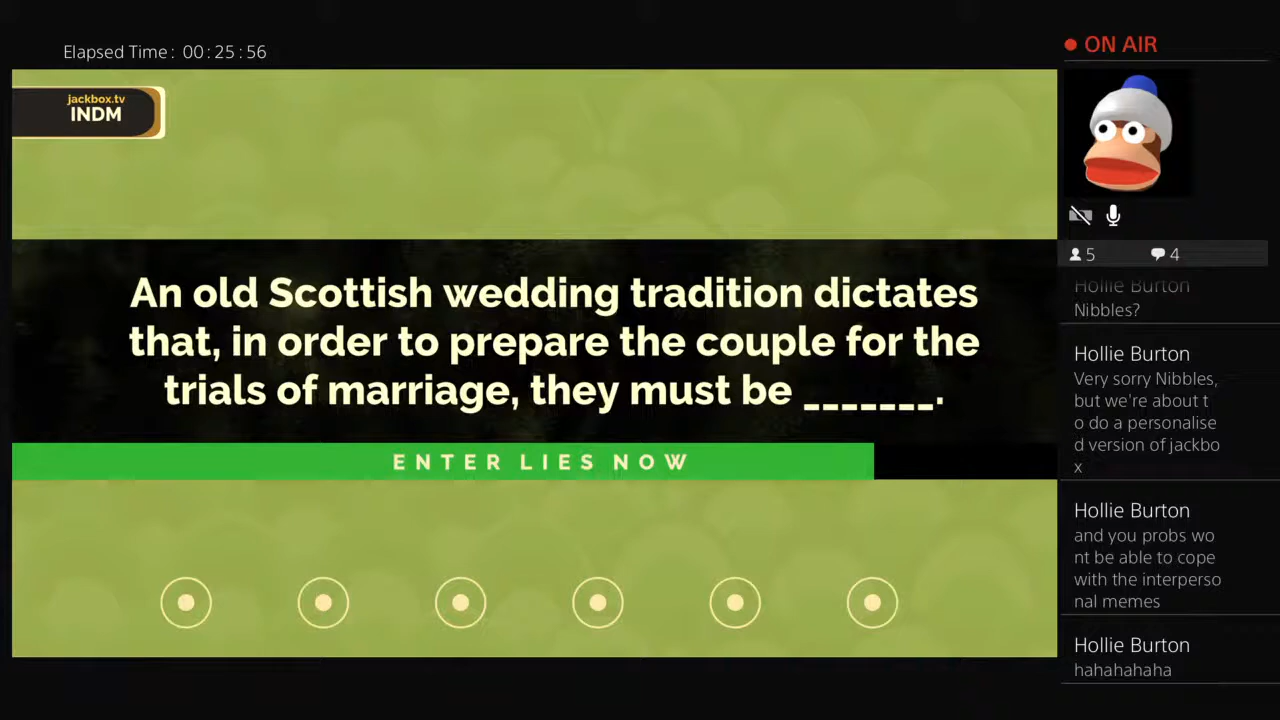 Elapsed Time: 00:25:56
ON AIR
jackbox.tv
INDM
5
4
Hollie Burton
Nibbles?
An old Scottish wedding tradition dictates
that, in order to prepare the couple for the
trials of marriage, they must be _______.
ENTER LIES NOW
Hollie Burton
Very sorry Nibbles,
but we're about t
o do a personalise
d version of jackbo
x
Hollie Burton
and you probs wo
nt be able to cope
with the interperso
nal memes
Hollie Burton
hahahahaha